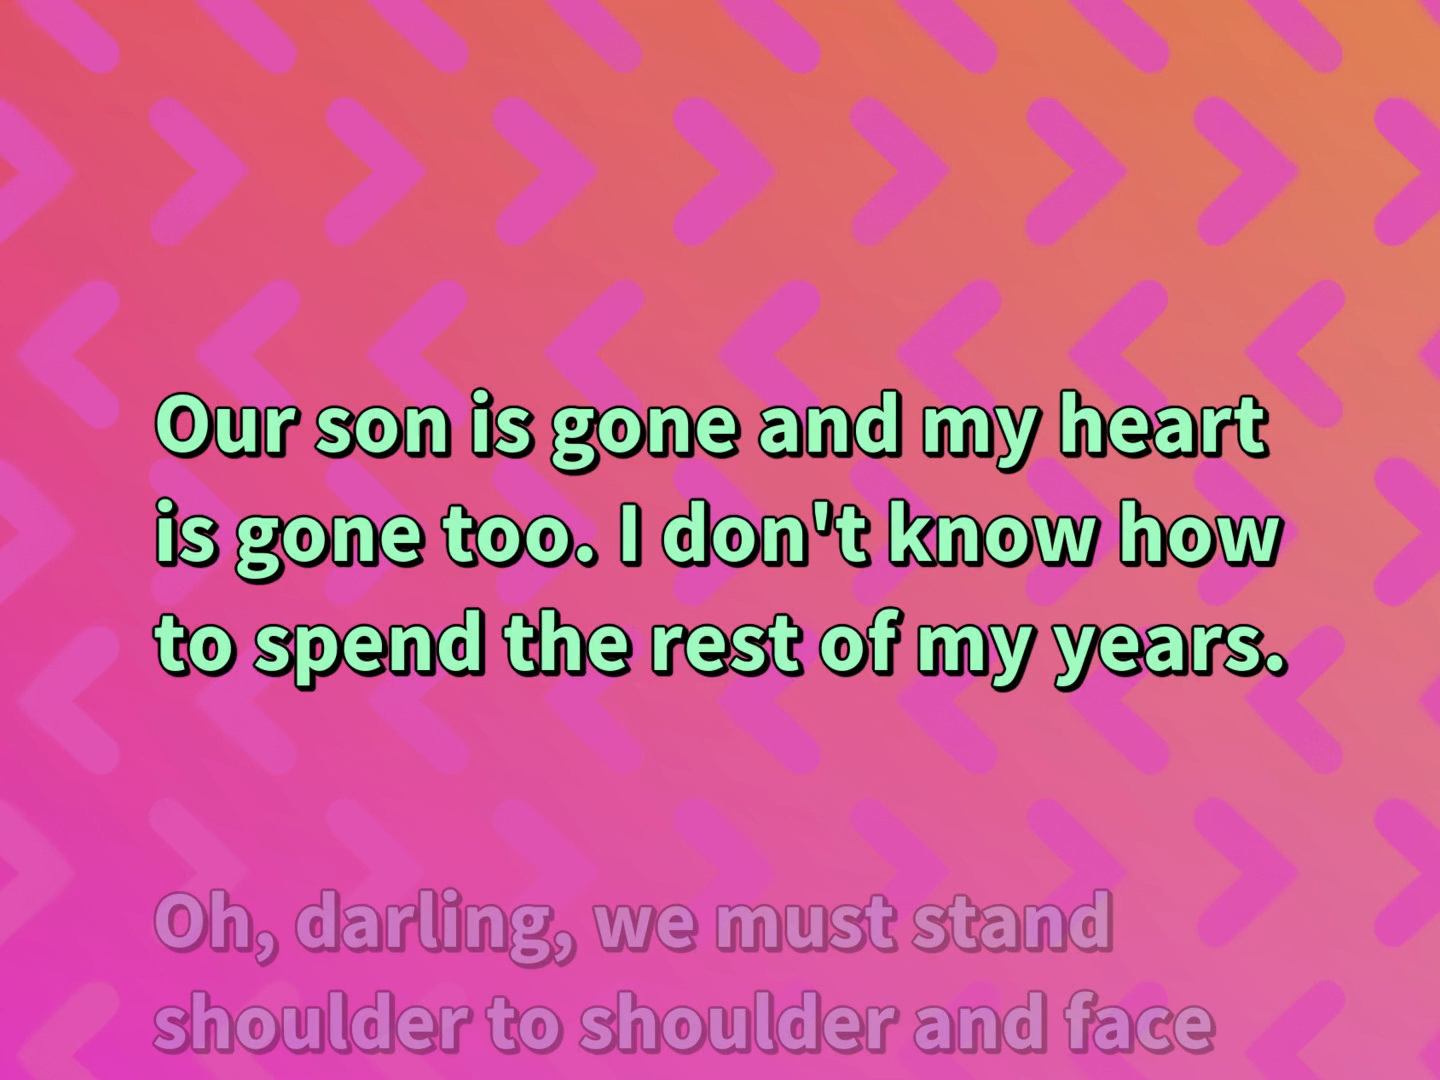 Our son is gone and my heart
is gone too. I don't know how
to spend the rest of my years.
Oh, darling, we must stand
shoulder to shoulder and face